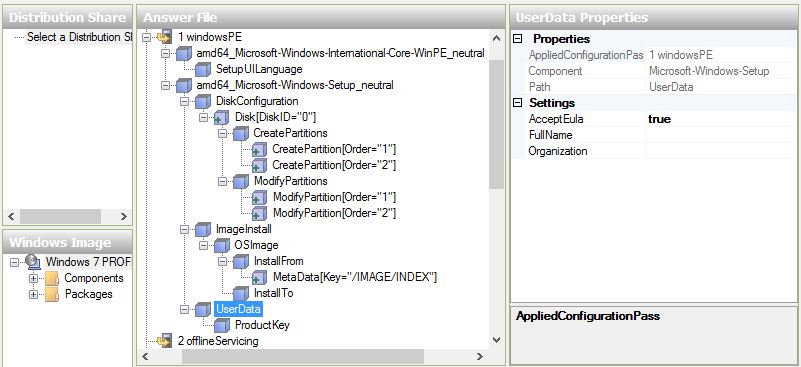 Distribution Share
Select a Distribution Sl
Windows Image
Windows 7 PROF
Components
Packages
Answer File
1 windowsPE
amd64_Microsoft-Windows-International-Core-WinPE_neutral
SetupUILanguage
amd64_Microsoft-Windows-Setup_neutral
DiskConfiguration
Disk[DiskID="0"]
CreatePartitions
CreatePartition[Order="1"]
CreatePartition[Order="2"]
ModifyPartitions
ModifyPartition[Order="1"]
ModifyPartition[Order="2"]
ImageInstall
OSImage
InstallFrom
MetaData[Key="/IMAGE/INDEX"]
InstallTo
UserData
ProductKey
2 offlineServicing
UserData Properties
Properties
AppliedConfigurationPas 1 windowsPE
Component Microsoft-Windows-Setup
Path UserData
Settings
AcceptEula true
FullName
Organization
AppliedConfigurationPass